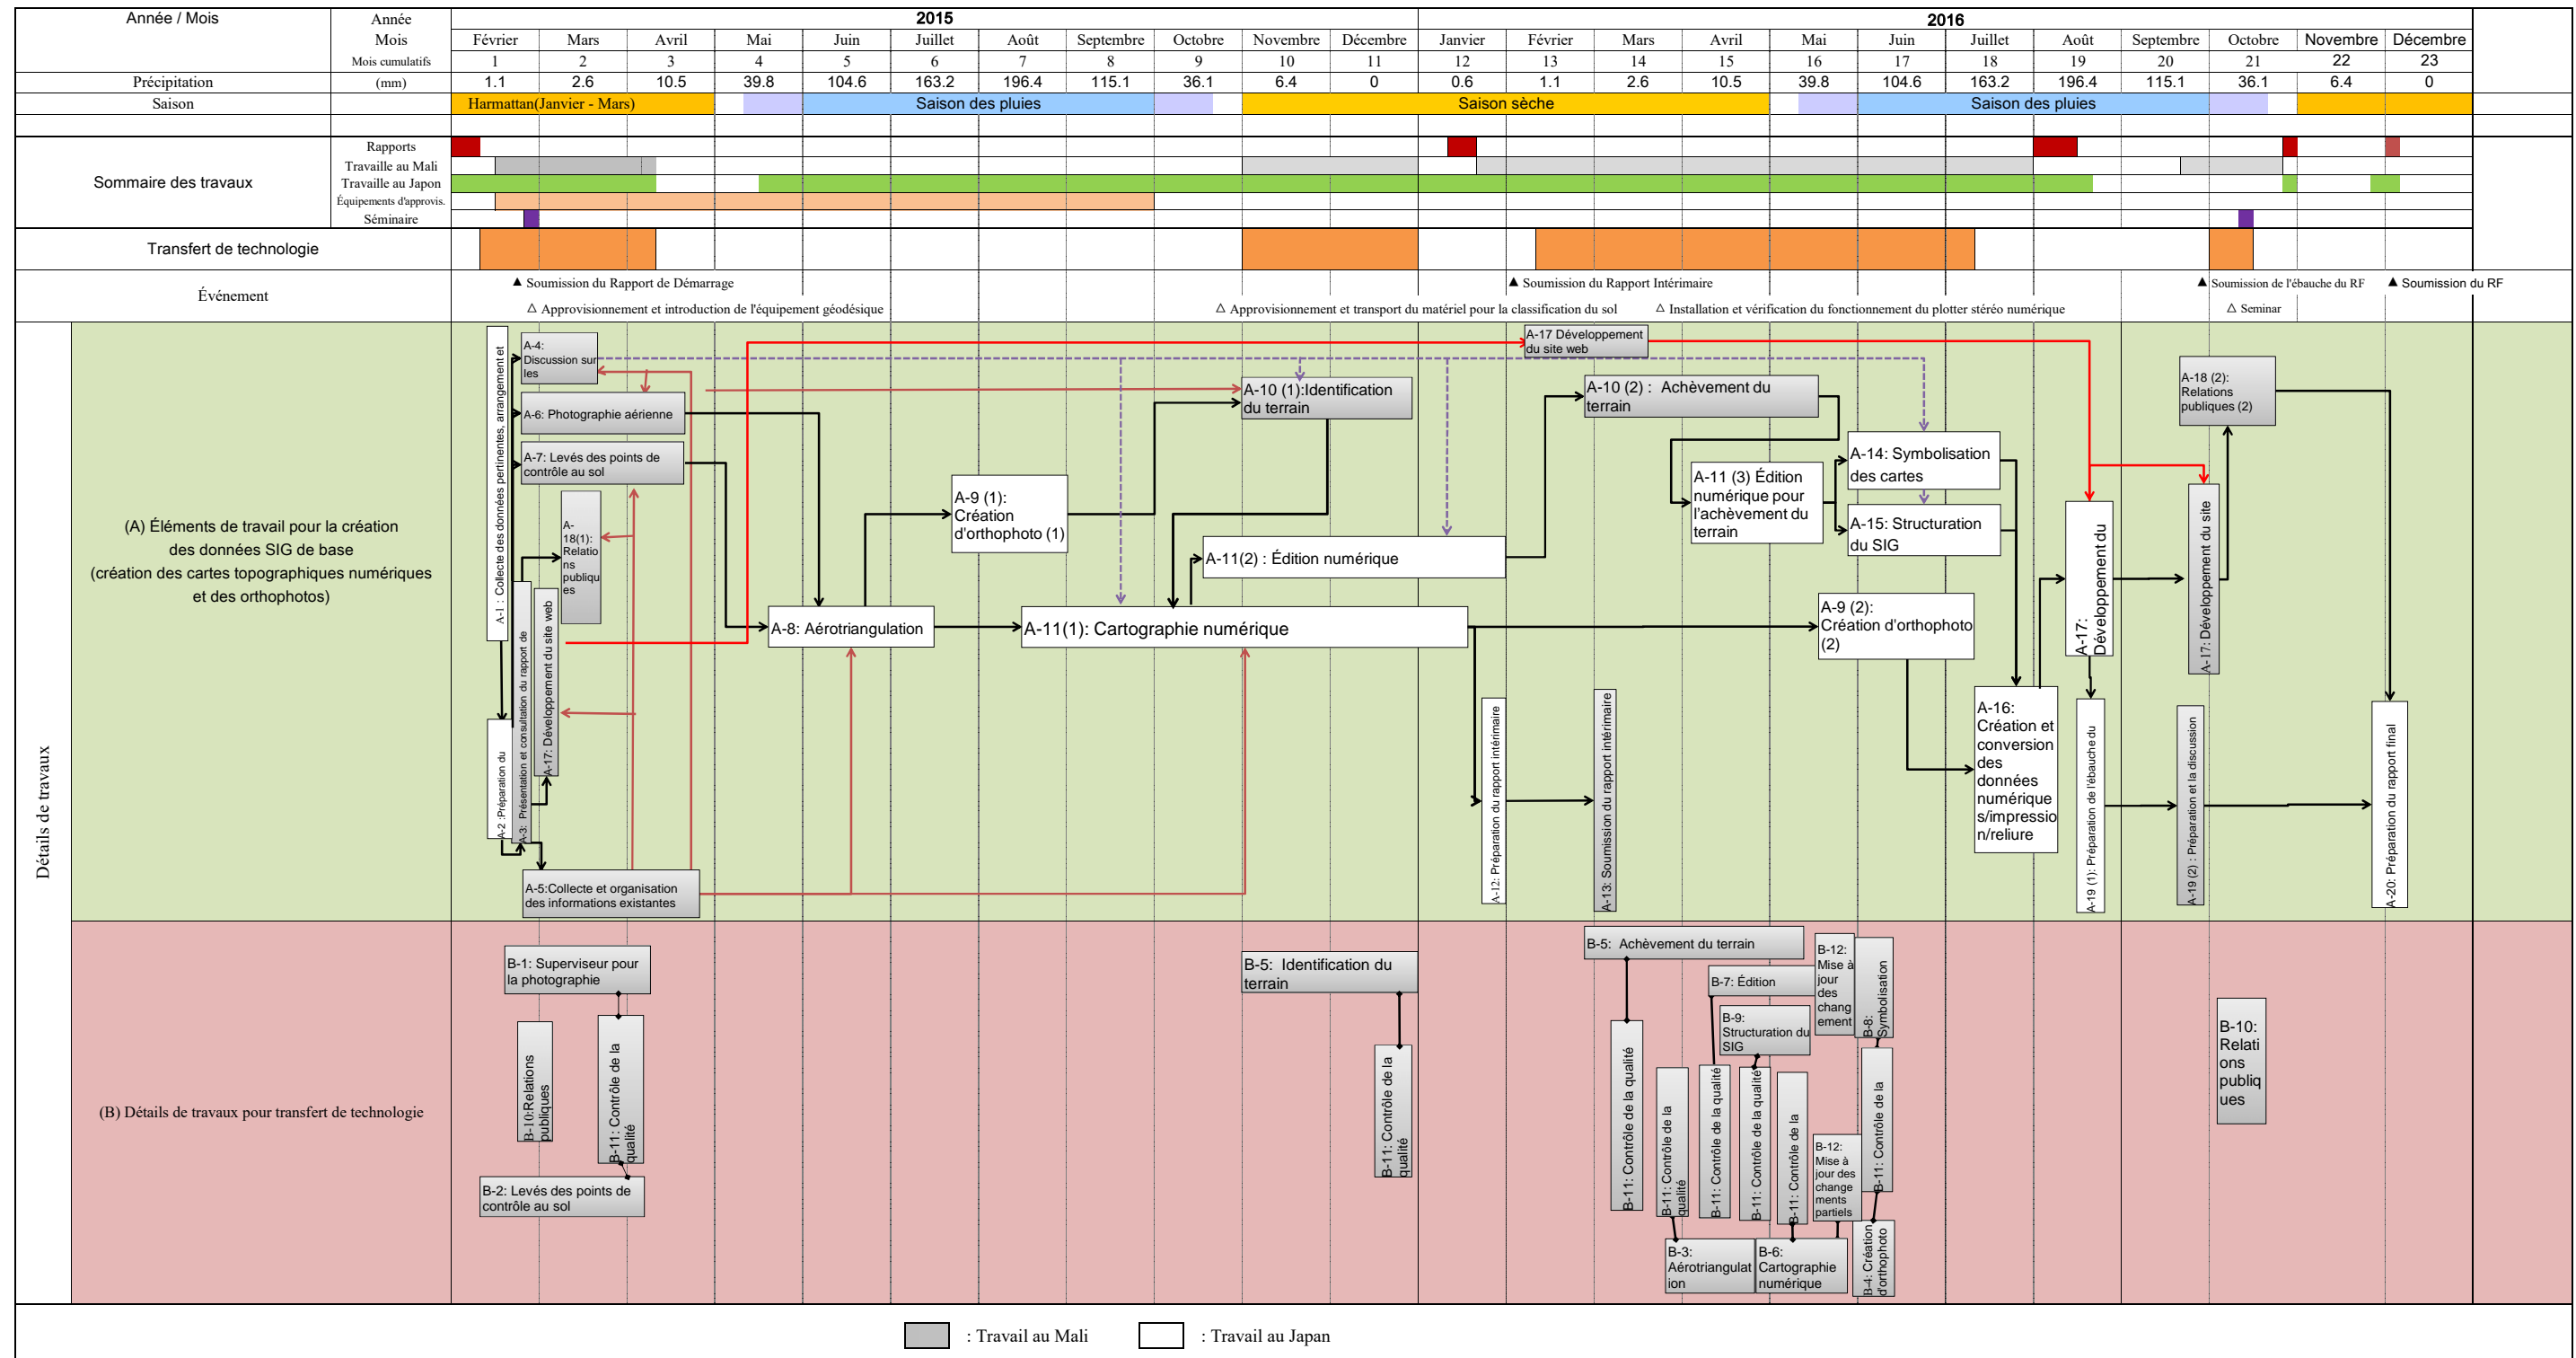 Année / Mois
Année
2015
2016
Mois
Février Mars Avril Mai Juin Juillet Août Septembre Octobre Novembre Décembre Janvier Février Mars Avril Mai Juin Juillet Août Septembre Octobre Novembre Décembre
Mois cumulatifs
1 2 3 4 5 6 7 8 9 10 11 12 13 14 15 16 17 18 19 20 21 22 23
Précipitation
(mm)
1.1 2.6 10.5 39.8 104.6 163.2 196.4 115.1 36.1 6.4 0 0.6 1.1 2.6 10.5 39.8 104.6 163.2 196.4 115.1 36.1 6.4 0
Saison
Harmattan(Janvier - Mars)
Saison des pluies
Saison sèche
Saison des pluies
Sommaire des travaux
Rapports
Travaille au Mali
Travaille au Japon
Équipements d'approvis.
Séminaire
Transfert de technologie
Événement
▲ Soumission du Rapport de Démarrage
▲ Soumission du Rapport Intérimaire
▲ Soumission de l'ébauche du RF
▲ Soumission du RF
△ Approvisionnement et introduction de l'équipement géodésique
△ Approvisionnement et transport du matériel pour la classification du sol
△ Installation et vérification du fonctionnement du plotter stéréo numérique
△ Seminar
Détails de travaux
(A) Éléments de travail pour la création
des données SIG de base
(création des cartes topographiques numériques
et des orthophotos)
A-1 : Collecte des données pertinentes, arrangement et
A-2 :Préparation du
A-3: Présentation et consultation du rapport de
A-4:
Discussion sur
les
A-6: Photographie aérienne
A-7: Levés des points de
contrôle au sol
A-
18(1):
Relatio
ns
publiqu
es
A-17: Développement du site web
A-5:Collecte et organisation
des informations existantes
A-8: Aérotriangulation
A-9 (1):
Création
d'orthophoto (1)
A-11(1): Cartographie numérique
A-10 (1):Identification
du terrain
A-11(2) : Édition numérique
A-12: Préparation du rapport intérimaire
A-13: Soumission du rapport intérimaire
A-17 Développement
du site web
A-10 (2) : Achèvement du
terrain
A-11 (3) Édition
numérique pour
l'achèvement du
terrain
A-14: Symbolisation
des cartes
A-15: Structuration
du SIG
A-9 (2):
Création d'orthophoto
(2)
A-16:
Création et
conversion
des
données
numérique
s/impressio
n/reliure
A-17:
Développement du
A-19 (1): Préparation de l'ébauche du
A-17: Développement du site
A-18 (2):
Relations
publiques (2)
A-19 (2) : Préparation et la discussion
A-20: Préparation du rapport final
(B) Détails de travaux pour transfert de technologie
B-1: Superviseur pour
la photographie
B-10:Relations
publiques
B-11: Contrôle de la
qualité
B-2: Levés des points de
contrôle au sol
B-5: Identification du
terrain
B-11: Contrôle de la
qualité
B-5: Achèvement du terrain
B-11: Contrôle de la qualité
B-11: Contrôle de la
qualité
B-3:
Aérotriangulat
ion
B-7: Édition
B-11: Contrôle de la qualité
B-9:
Structuration du
SIG
B-11: Contrôle de la qualité
B-11: Contrôle de la
B-6:
Cartographie
numérique
B-12:
Mise à
jour
des
chang
ement
B-12:
Mise à
jour des
change
ments
partiels
B-8:
Symbolisation
B-11: Contrôle de la
B-4: Création
d'orthophoto
B-10:
Relati
ons
publiq
ues
: Travail au Mali
: Travail au Japan